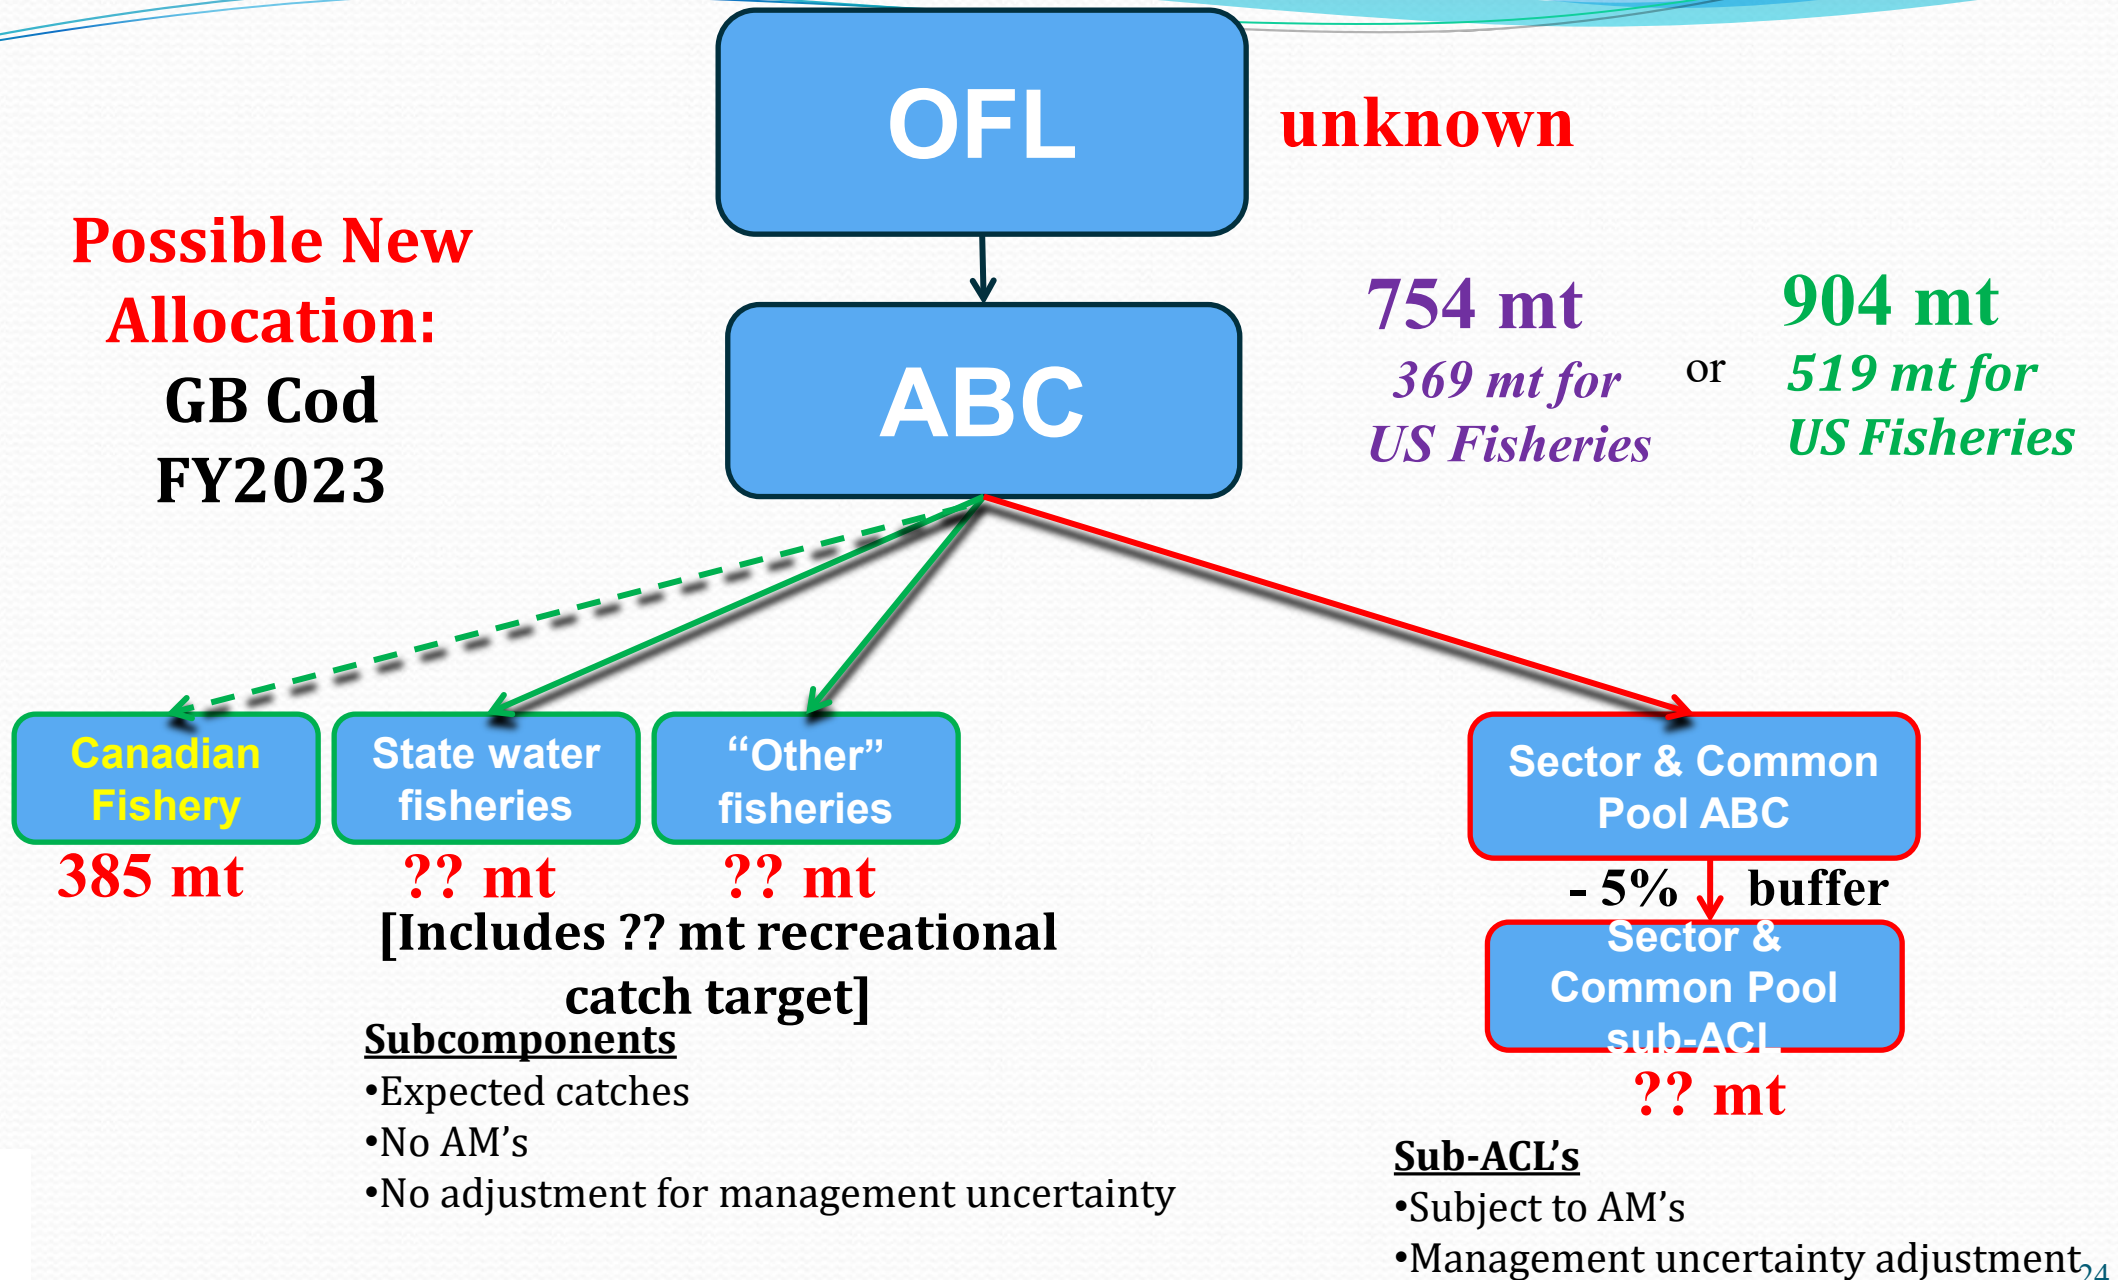 OFL
unknown
Possible New
Allocation:
GB Cod
FY2023
ABC
754 mt
369 mt for
US Fisheries
or
904 mt
519 mt for
US Fisheries
Canadian
Fishery
385 mt
State water
fisheries
?? mt
“Other”
fisheries
?? mt
[Includes ?? mt recreational
catch target]
Subcomponents
•Expected catches
•No AM’s
•No adjustment for management uncertainty
Sector & Common
Pool ABC
- 5% buffer
Sector &
Common Pool
sub-ACL
?? mt
Sub-ACL’s
•Subject to AM’s
•Management uncertainty adjustment
24